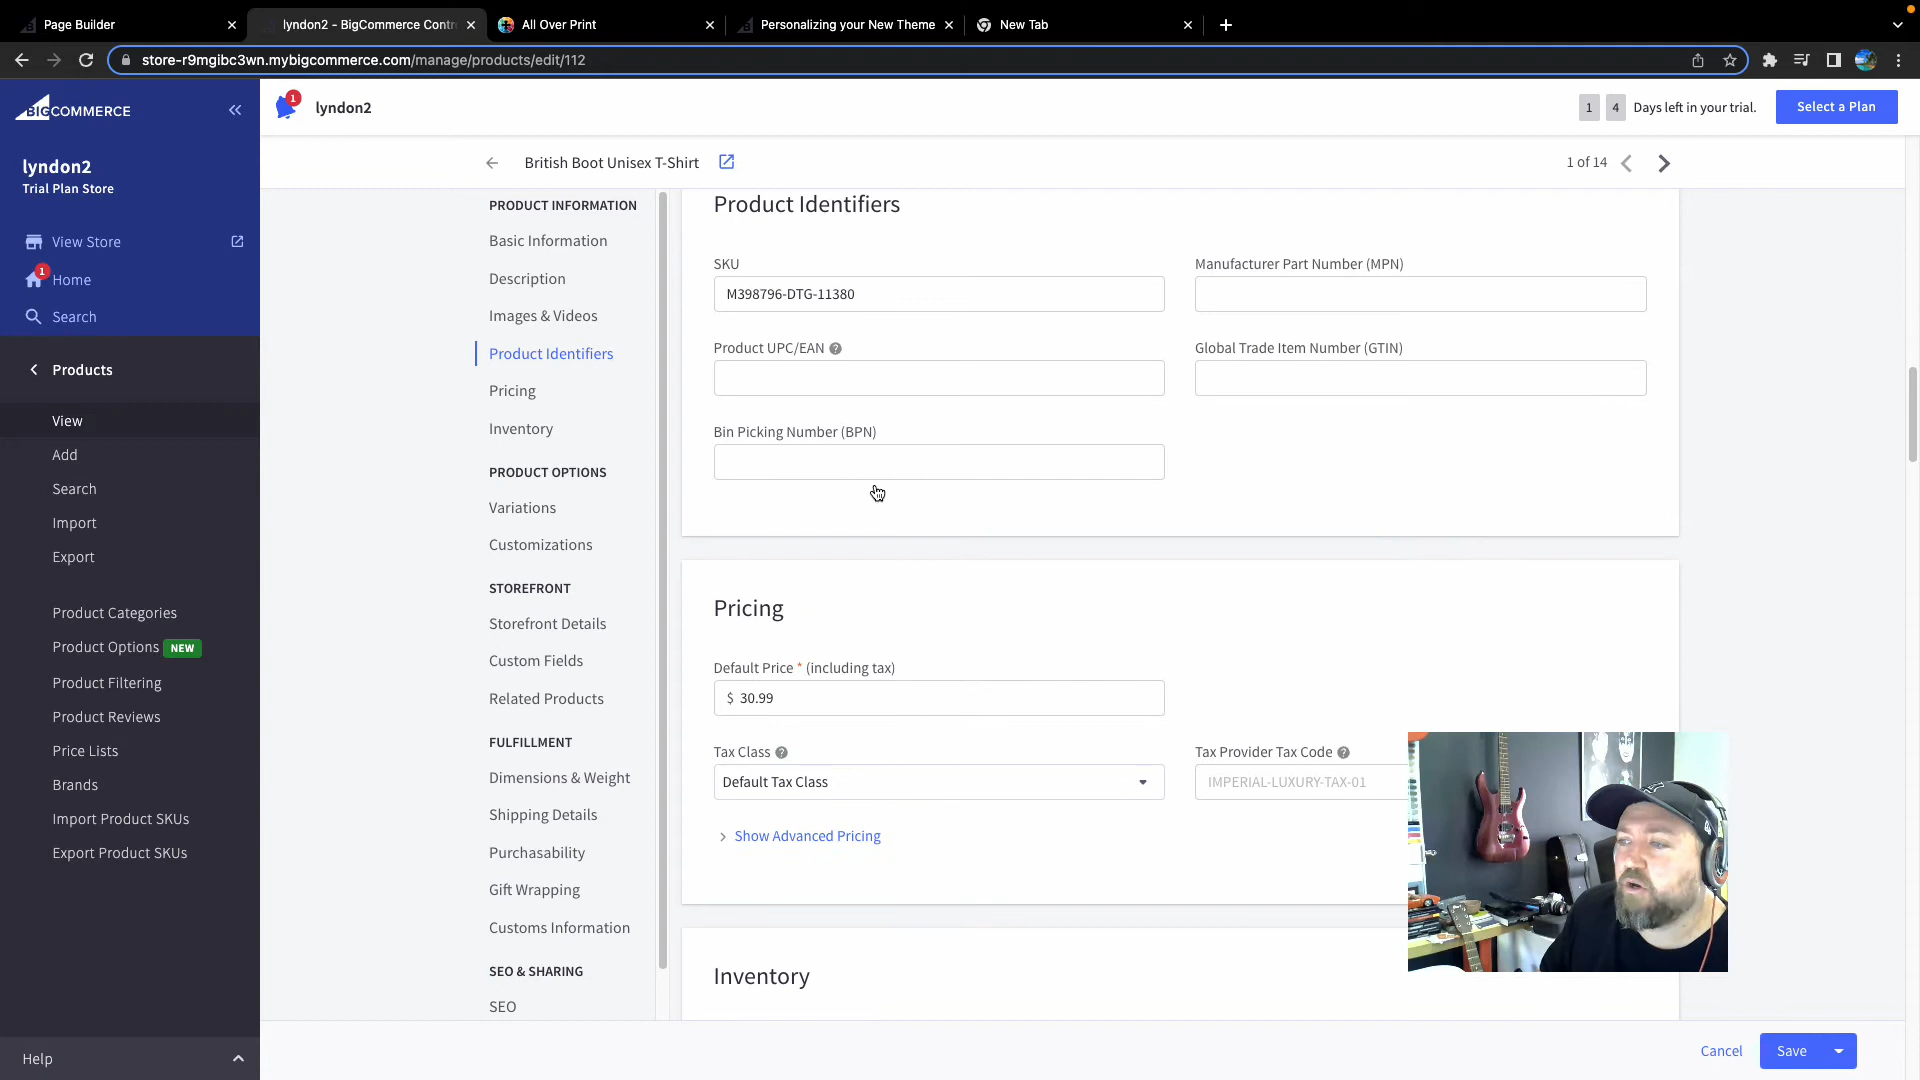 Page Builder
lyndon2 - BigCommerce Contr
All Over Print
Personalizing your New Theme
New Tab
store-r9mgibc3wn.mybigcommerce.com/manage/products/edit/112
BIGCOMMERCE
1
lyndon2
1 4 Days left in your trial.
Select a Plan
lyndon2
Trial Plan Store
View Store
1
Home
Search
Products
View
Add
Search
Import
Export
Product Categories
Product Options NEW
Product Filtering
Product Reviews
Price Lists
Brands
Import Product SKUs
Export Product SKUs
Help
British Boot Unisex T-Shirt
1 of 14
PRODUCT INFORMATION
Basic Information
Description
Images & Videos
Product Identifiers
Pricing
Inventory
PRODUCT OPTIONS
Variations
Customizations
STOREFRONT
Storefront Details
Custom Fields
Related Products
FULFILLMENT
Dimensions & Weight
Shipping Details
Purchasability
Gift Wrapping
Customs Information
SEO & SHARING
SEO
Product Identifiers
SKU
M398796-DTG-11380
Manufacturer Part Number (MPN)
Product UPC/EAN
Global Trade Item Number (GTIN)
Bin Picking Number (BPN)
Pricing
Default Price * (including tax)
$ 30.99
Tax Class
Default Tax Class
Tax Provider Tax Code
IMPERIAL-LUXURY-TAX-01
Show Advanced Pricing
Inventory
Cancel
Save